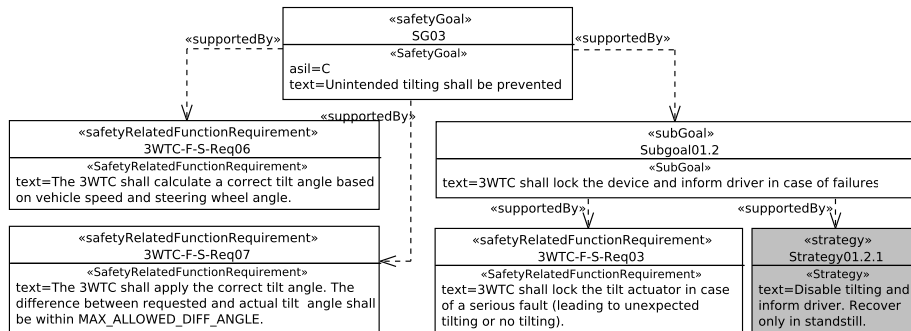 «safetyGoal»
SG03
«SafetyGoal»
asil=C
text=Unintended tilting shall be prevented
«supportedBy»
«supportedBy»
«supportedBy»
«safetyRelatedFunctionRequirement»
3WTC-F-S-Req06
«SafetyRelatedFunctionRequirement»
text=The 3WTC shall calculate a correct tilt angle based
on vehicle speed and steering wheel angle.
«subGoal»
Subgoal01.2
«SubGoal»
text=3WTC shall lock the device and inform driver in case of failures
«supportedBy»
«supportedBy»
«safetyRelatedFunctionRequirement»
3WTC-F-S-Req07
«SafetyRelatedFunctionRequirement»
text=The 3WTC shall apply the correct tilt angle. The
difference between requested and actual tilt angle shall
be within MAX_ALLOWED_DIFF_ANGLE.
«safetyRelatedFunctionRequirement»
3WTC-F-S-Req03
«SafetyRelatedFunctionRequirement»
text=3WTC shall lock the tilt actuator in case
of a serious fault (leading to unexpected
tilting or no tilting).
«strategy»
Strategy01.2.1
«Strategy»
text=Disable tilting and
inform driver. Recover
only in standstill.